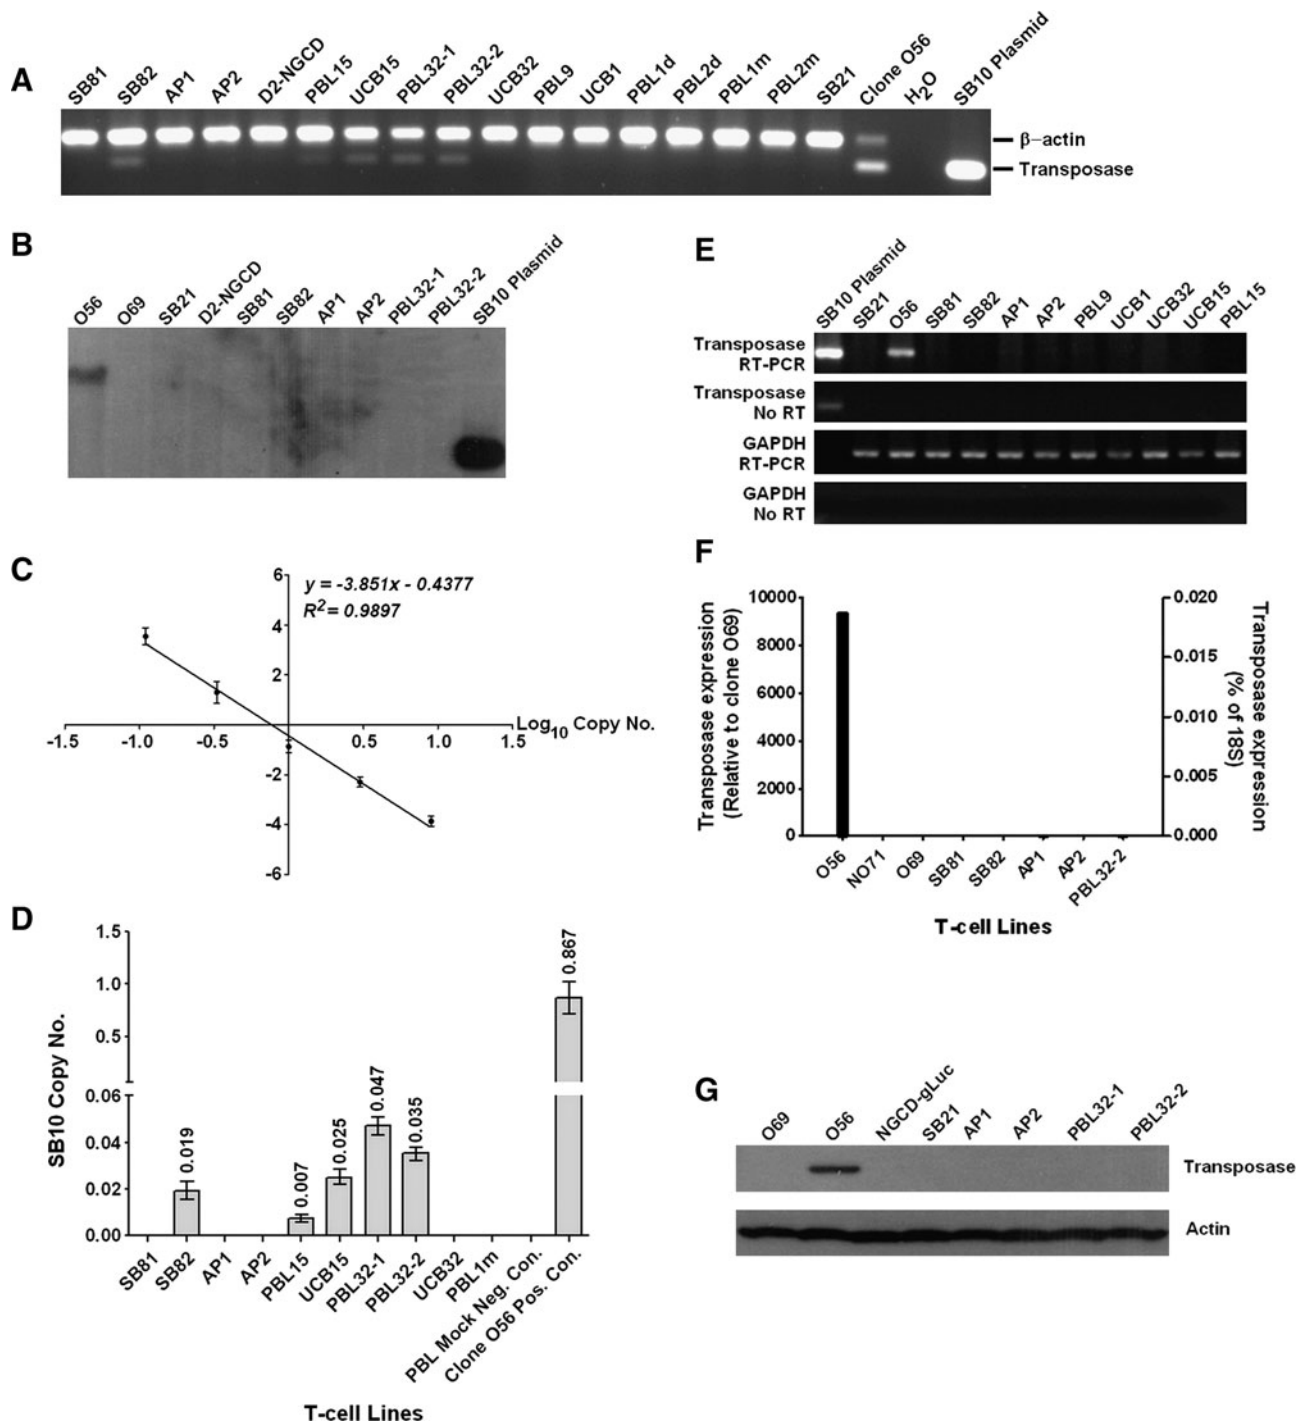 A
SB81
SB82
AP1
AP2
D2-NGCD
PBL15
UCB15
PBL32-1
PBL32-2
UCB32
PBL9
UCB1
PBL1d
PBL2d
PBL1m
PBL2m
SB21
Clone O56
H2O
SB10 Plasmid
β-actin
Transposase
B
O56
O69
SB21
D2-NGCD
SB81
SB82
AP1
AP2
PBL32-1
PBL32-2
SB10 Plasmid
C
y = -3.851x - 0.4377
R2 = 0.9897
6
4
2
-2
-4
-6
-1.5
-1.0
-0.5
0.5
1.0
1.5
Log10 Copy No.
D
SB10 Copy No.
1.5
1.0
0.5
0.06
0.04
0.02
0.00
0.019
0.007
0.025
0.047
0.035
0.867
SB81
SB82
AP1
AP2
PBL15
UCB15
PBL32-1
PBL32-2
UCB32
PBL1m
PBL Mock Neg. Con.
Clone O56 Pos. Con.
T-cell Lines
E
SB10 Plasmid
SB21
O56
SB81
SB82
AP1
AP2
PBL9
UCB1
UCB32
UCB15
PBL15
Transposase
RT-PCR
Transposase
No RT
GAPDH
RT-PCR
GAPDH
No RT
F
Transposase expression
(Relative to clone O69)
10000
8000
6000
4000
2000
0
0.020
0.015
0.010
0.005
0.000
Transposase expression
(% of 18S)
O56
NO71
O69
SB81
SB82
AP1
AP2
PBL32-2
T-cell Lines
G
O69
O56
NGCD-gLuc
SB21
AP1
AP2
PBL32-1
PBL32-2
Transposase
Actin